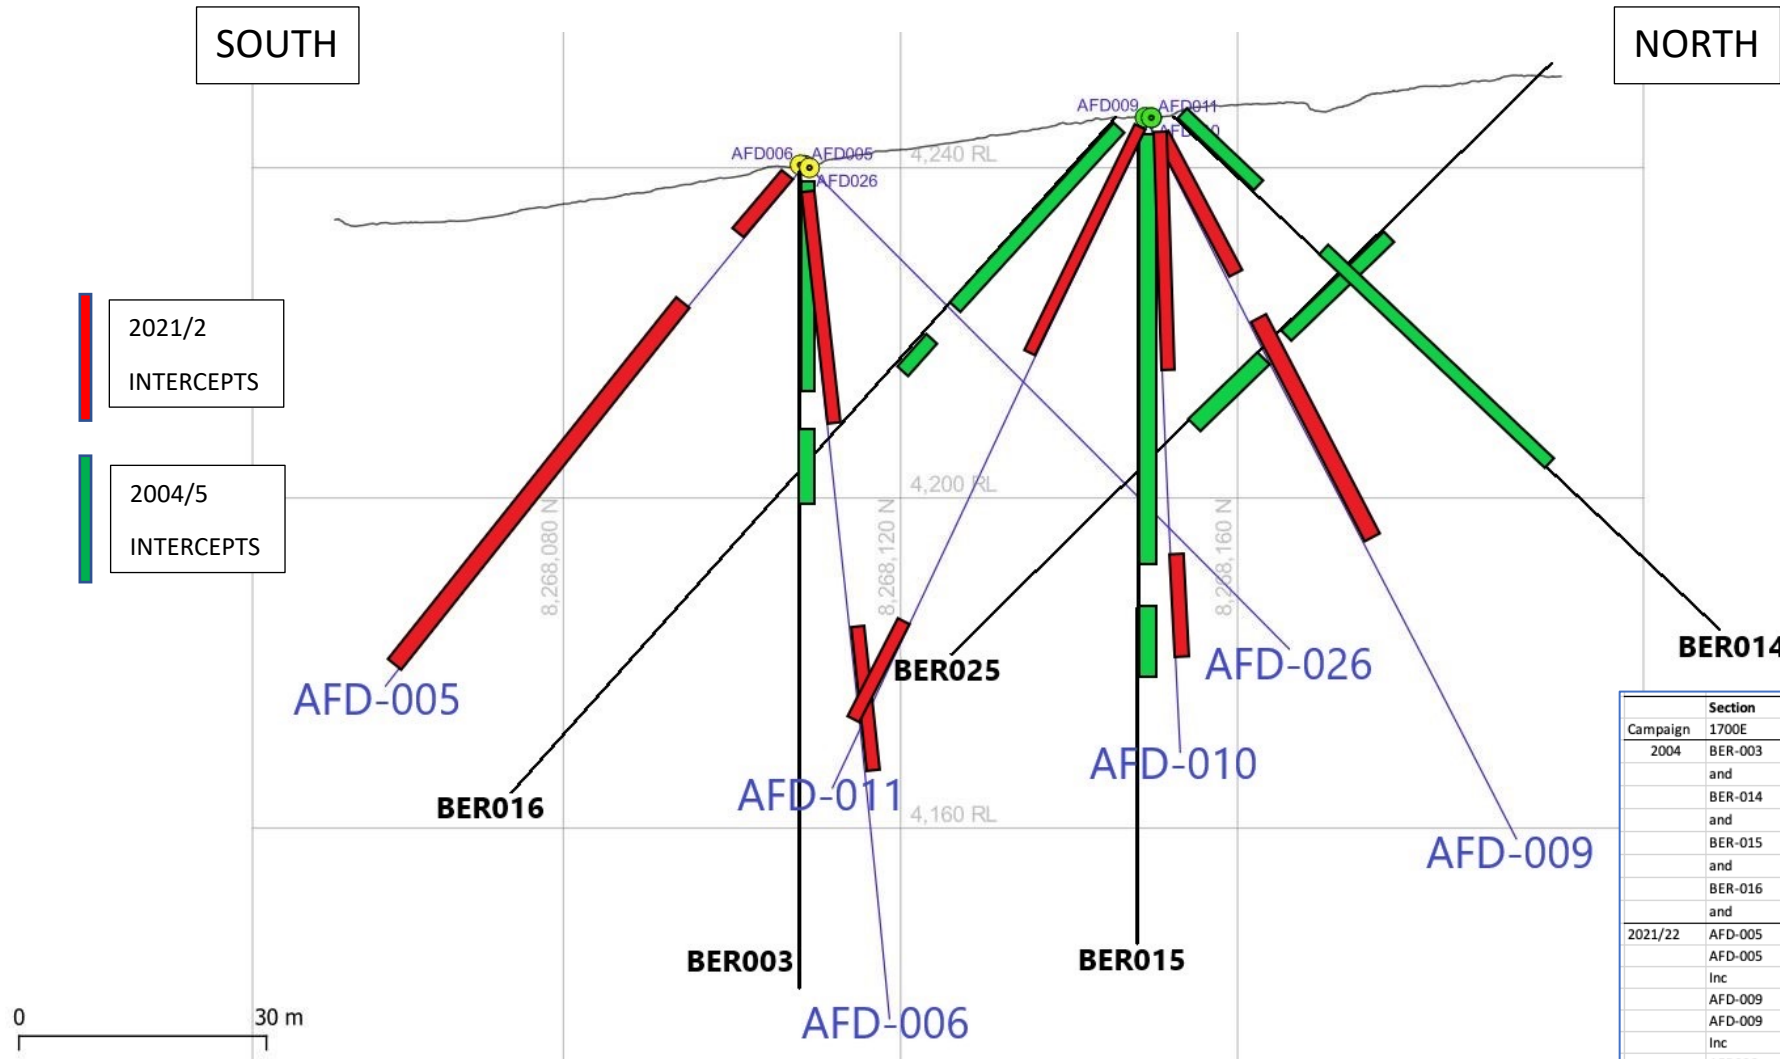 SOUTH
NORTH
AFD009
AFD011
AFD006
AFD005
4,240 RL
AFD026
2021/2
INTERCEPTS
2004/5
INTERCEPTS
4,200 RL
8,268,080 N
8,268,120 N
8,268,160 N
BER014
BER025
AFD-026
AFD-005
AFD-010
AFD-011
BER016
4,160 RL
AFD-009
BER003
BER015
AFD-006
0 30 m
Section
Campaign 1700E
2004 BER-003
and
BER-014
and
BER-015
and
BER-016
and
2021/22 AFD-005
AFD-005
Inc
AFD-009
AFD-009
Inc